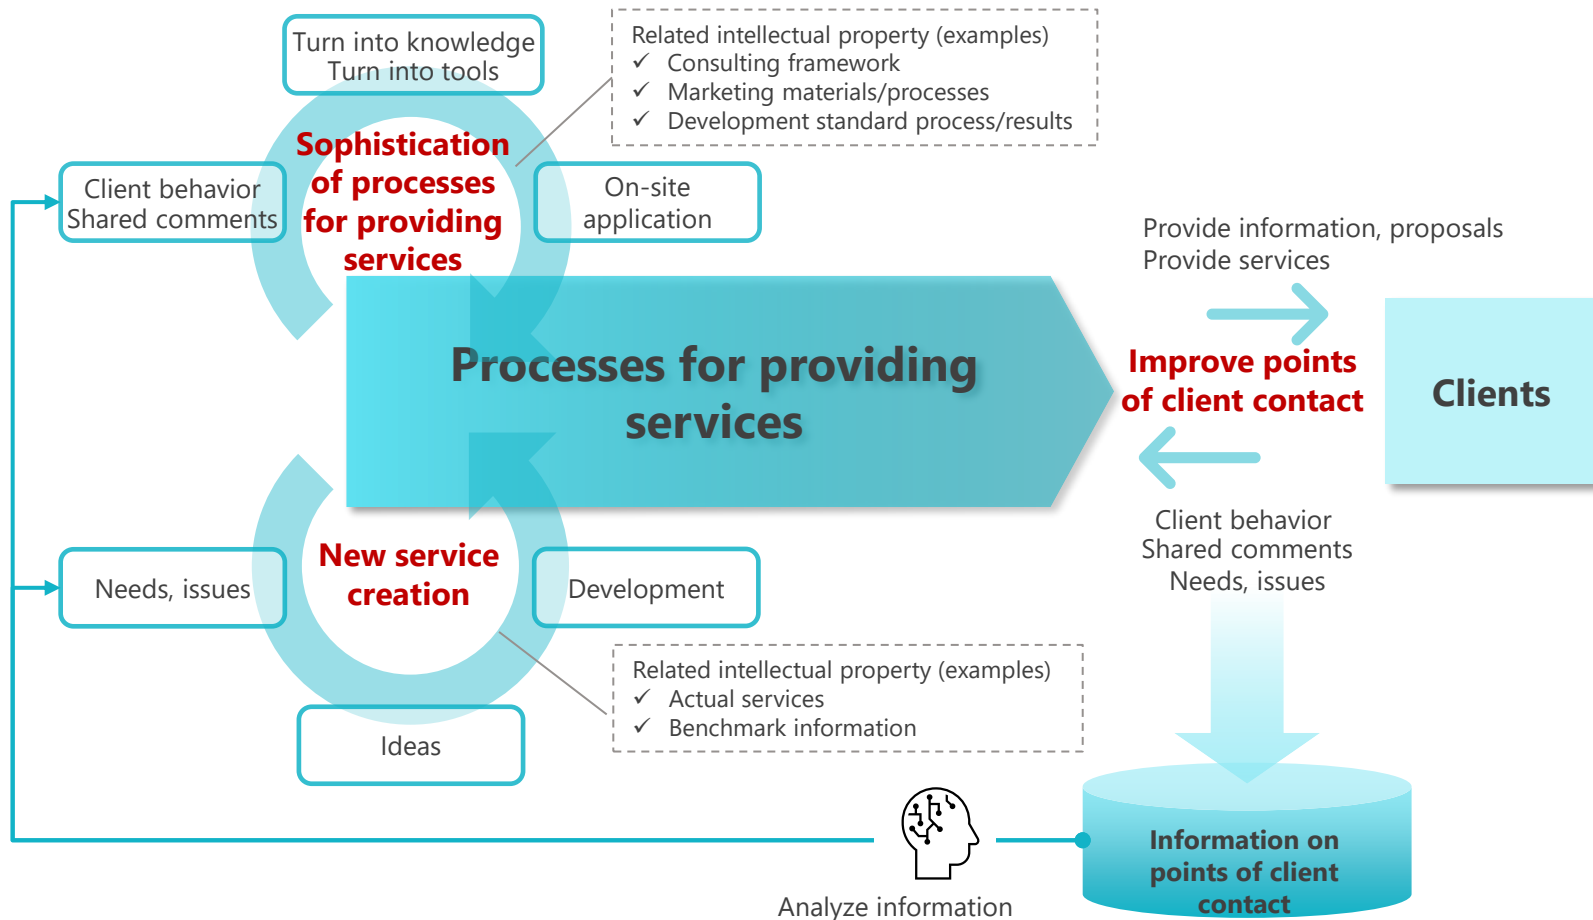 Turn into knowledge
Turn into tools
Related intellectual property (examples)
✓ Consulting framework
✓ Marketing materials/processes
✓ Development standard process/results
Sophistication
of processes
for providing
services
Client behavior
Shared comments
On-site
application
Provide information, proposals
Provide services
Processes for providing
services
Improve points
of client contact
Clients
Client behavior
Shared comments
Needs, issues
New service
creation
Needs, issues
Development
Related intellectual property (examples)
✓ Actual services
✓ Benchmark information
Ideas
Information on
points of client
contact
Analyze information